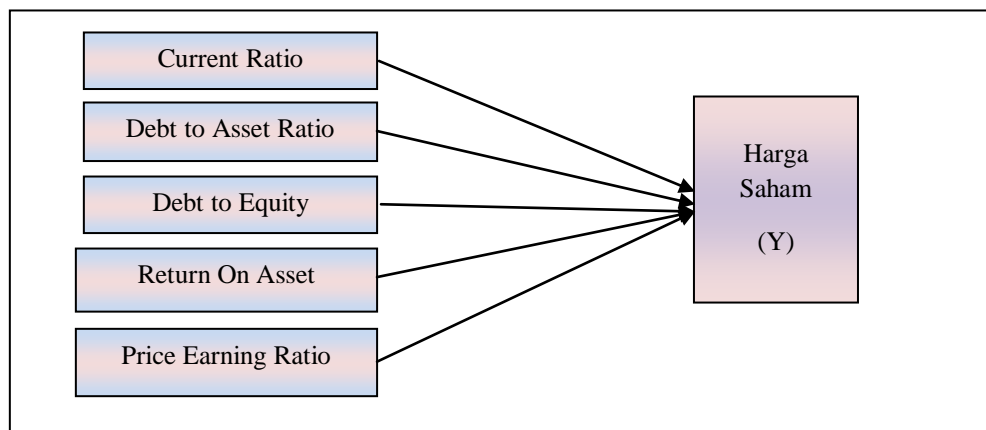 Current Ratio
Debt to Asset Ratio
Debt to Equity
Return On Asset
Price Earning Ratio
Harga
Saham
(Y)